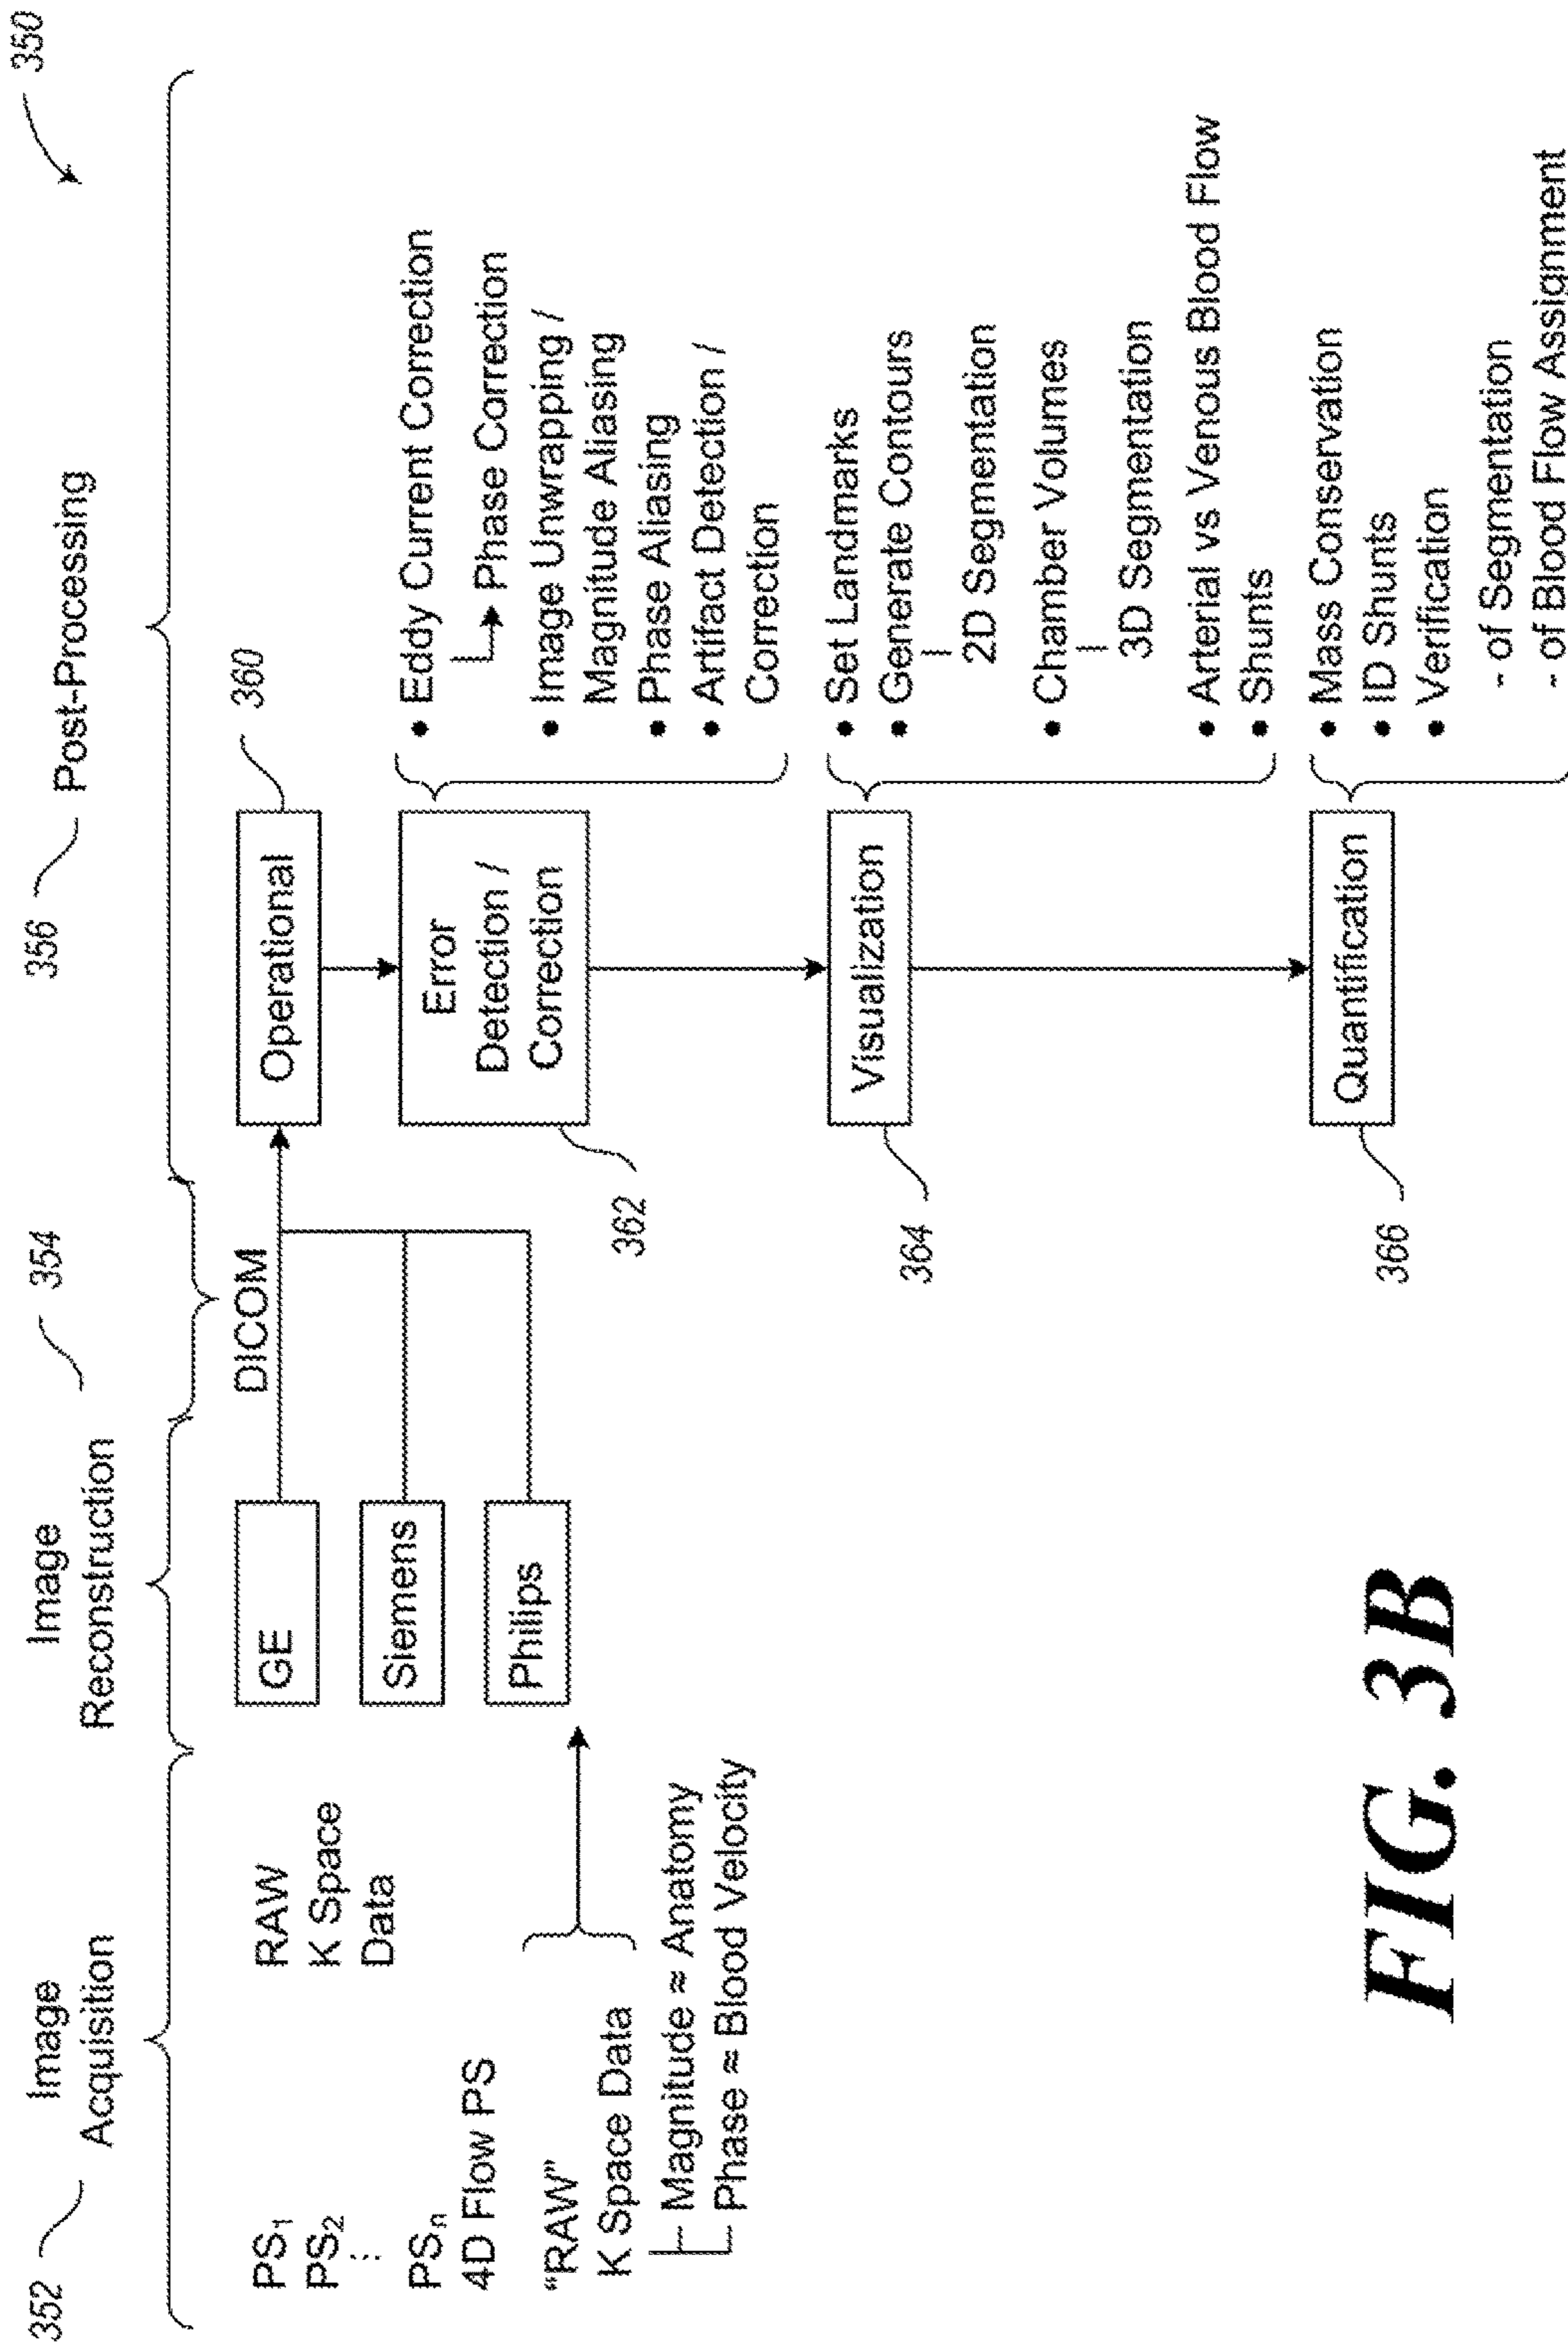 350
352
Image
Acquisition
Image
Reconstruction
354
356
Post-Processing
PS1
PS2
⋮
PSn
4D Flow PS
"RAW"
K Space Data
Magnitude ≈ Anatomy
Phase ≈ Blood Velocity
RAW
K Space
Data
GE
Siemens
Philips
DICOM
Operational
360
Error
Detection /
Correction
362
• Eddy Current Correction
Phase Correction
• Image Unwrapping /
Magnitude Aliasing
• Phase Aliasing
• Artifact Detection /
Correction
Visualization
364
• Set Landmarks
• Generate Contours
2D Segmentation
• Chamber Volumes
3D Segmentation
• Arterial vs Venous Blood Flow
• Shunts
Quantification
366
• Mass Conservation
• ID Shunts
• Verification
- of Segmentation
- of Blood Flow Assignment
FIG. 3B